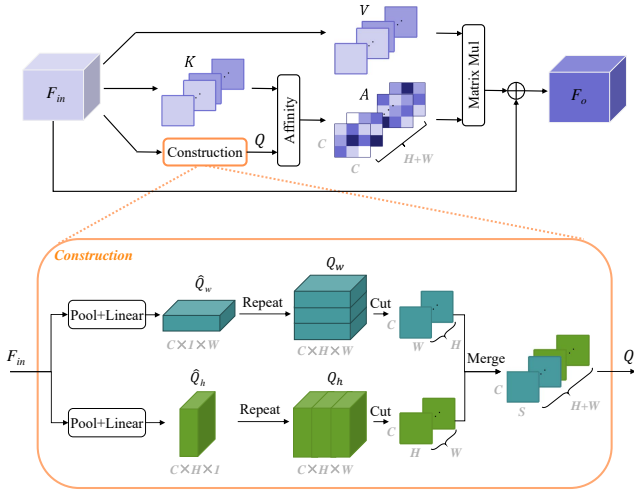 V
F_in
K
A
Matrix Mul
F_o
Affinity
Construction
Q
C
C
H+W
Construction
Q̂_w
Q_w
Pool+Linear
Repeat
Cut
C
W
H
C×1×W
C×H×W
F_in
Merge
Q
Q̂_h
Q_h
C
S
H+W
Pool+Linear
Repeat
Cut
C
H
W
C×H×1
C×H×W